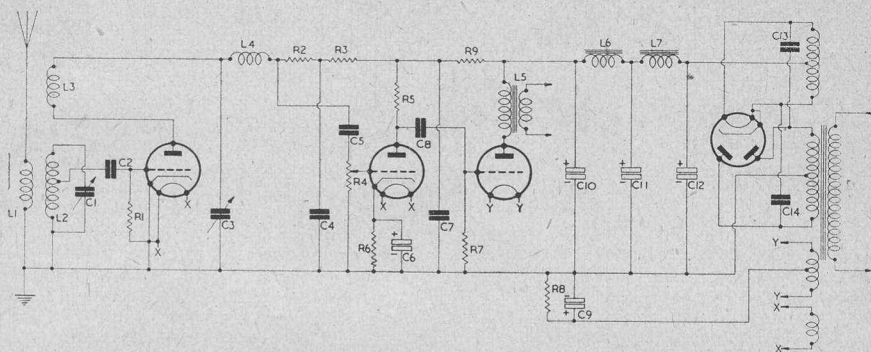 L4
R2
R3
R9
L6
L7
C13
L3
R5
L5
C5
C8
C2
R4
C10
C11
C12
C1
L1
L2
R1
X
C3
C4
X
X
C7
Y
Y
C14
R6
C6
R7
X
Y
R8
C9
Y
X
X
+
-
+
-
+
-
+
-
-
+